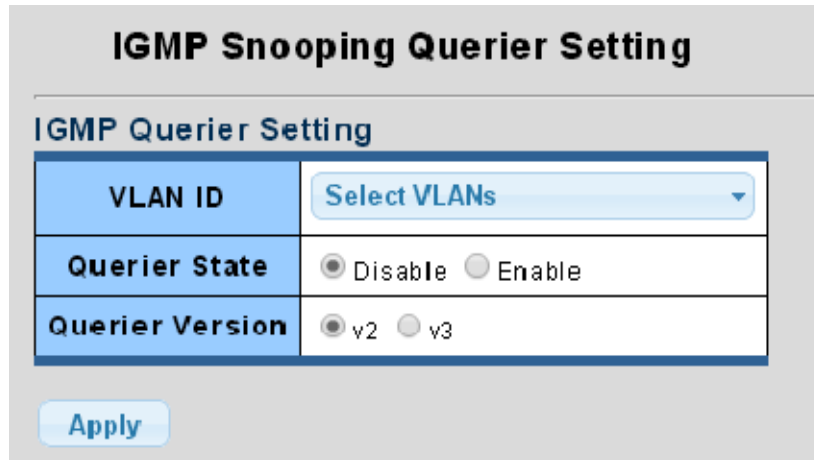 IGMP Snooping Querier Setting
IGMP Querier Setting
VLAN ID Select VLANs
Querier State Disable Enable
Querier Version v2 v3
Apply